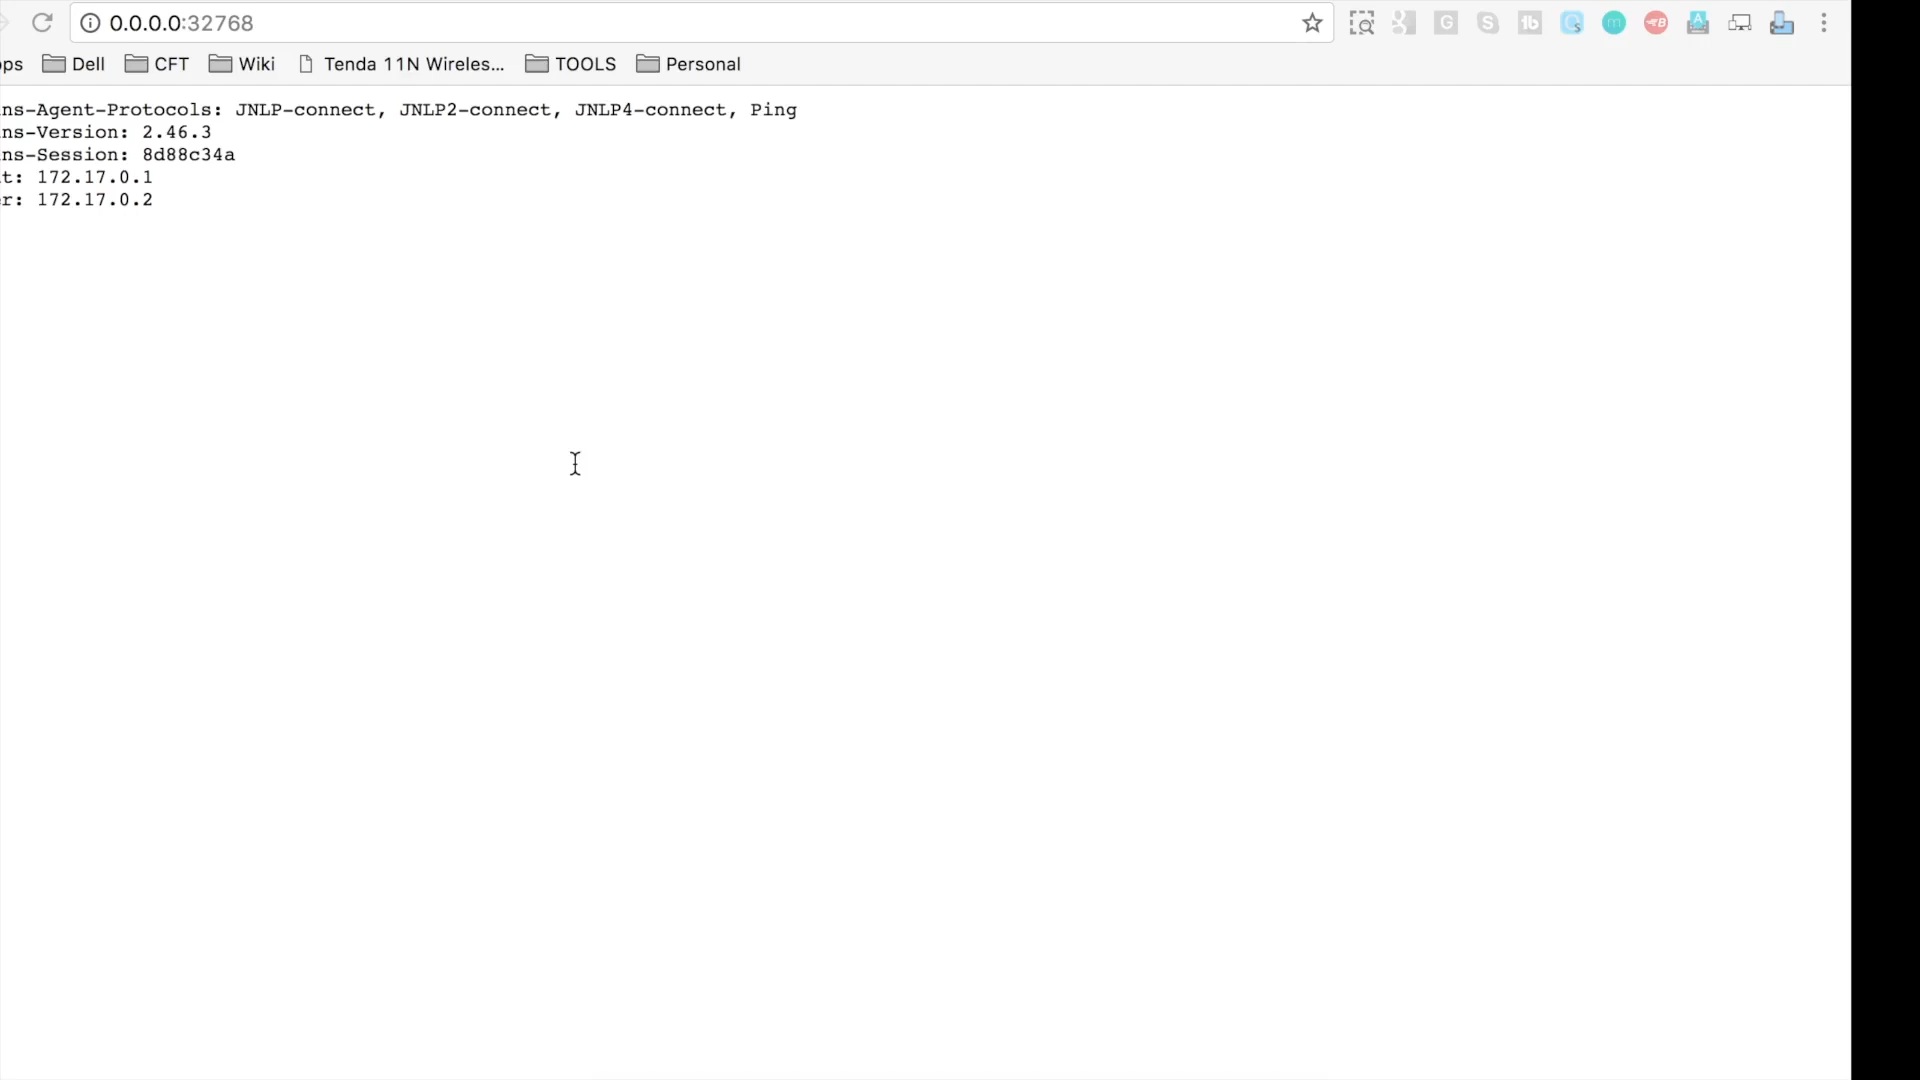 0.0.0.0:32768
ps Dell CFT Wiki Tenda 11N Wireles... TOOLS Personal
ns-Agent-Protocols: JNLP-connect, JNLP2-connect, JNLP4-connect, Ping
ns-Version: 2.46.3
ns-Session: 8d88c34a
t: 172.17.0.1
r: 172.17.0.2